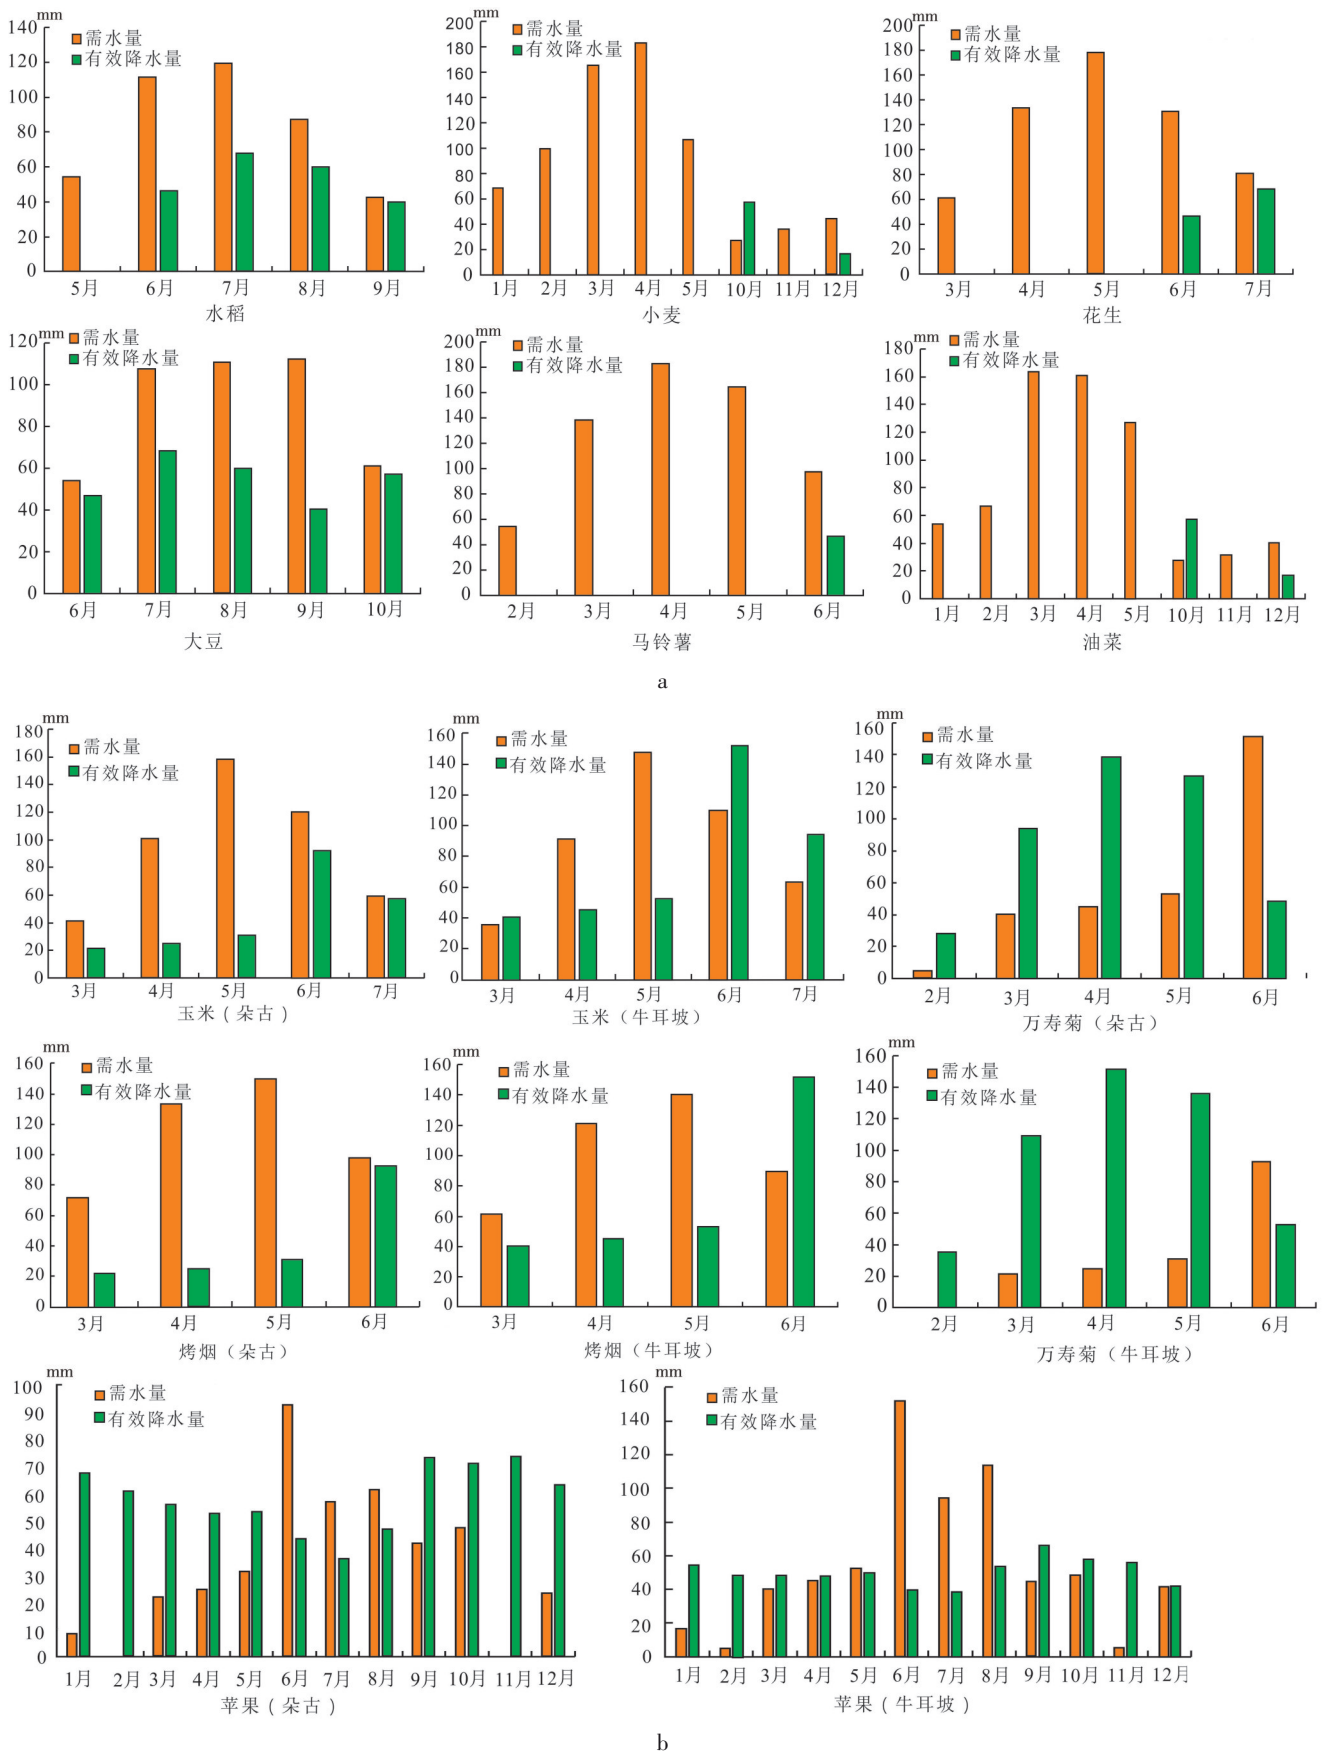 mm
140
120
100
80
60
40
20
0
需水量
有效降水量
5月 6月 7月 8月 9月
水稻
mm
200
180
160
140
120
100
80
60
40
20
0
需水量
有效降水量
1月 2月 3月 4月 5月 10月 11月 12月
小麦
mm
200
180
160
140
120
100
80
60
40
20
0
需水量
有效降水量
3月 4月 5月 6月 7月
花生
mm
120
100
80
60
40
20
0
需水量
有效降水量
6月 7月 8月 9月 10月
大豆
mm
200
180
160
140
120
100
80
60
40
20
0
需水量
有效降水量
2月 3月 4月 5月 6月
马铃薯
mm
180
160
140
120
100
80
60
40
20
0
需水量
有效降水量
1月 2月 3月 4月 5月 10月 11月 12月
油菜
a
mm
180
160
140
120
100
80
60
40
20
0
需水量
有效降水量
3月 4月 5月 6月 7月
玉米(朵古)
mm
160
140
120
100
80
60
40
20
0
需水量
有效降水量
3月 4月 5月 6月 7月
玉米(牛耳坡)
mm
160
140
120
100
80
60
40
20
0
需水量
有效降水量
2月 3月 4月 5月 6月
万寿菊(朵古)
mm
160
140
120
100
80
60
40
20
0
需水量
有效降水量
3月 4月 5月 6月
烤烟(朵古)
mm
160
140
120
100
80
60
40
20
0
需水量
有效降水量
3月 4月 5月 6月
烤烟(牛耳坡)
mm
160
140
120
100
80
60
40
20
0
需水量
有效降水量
2月 3月 4月 5月 6月
万寿菊(牛耳坡)
mm
100
90
80
70
60
50
40
30
20
10
0
需水量
有效降水量
1月 2月 3月 4月 5月 6月 7月 8月 9月 10月 11月 12月
苹果(朵古)
mm
160
140
120
100
80
60
40
20
0
需水量
有效降水量
1月 2月 3月 4月 5月 6月 7月 8月 9月 10月 11月 12月
苹果(牛耳坡)
b